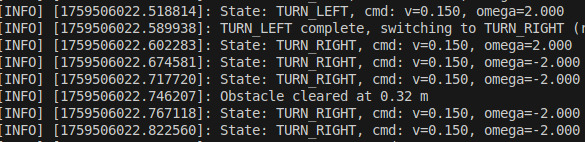 [INFO] [1759506022.518814]: State: TURN_LEFT, cmd: v=0.150, omega=2.000
[INFO] [1759506022.589938]: TURN_LEFT complete, switching to TURN_RIGHT (r
[INFO] [1759506022.602283]: State: TURN_RIGHT, cmd: v=0.150, omega=2.000
[INFO] [1759506022.674581]: State: TURN_RIGHT, cmd: v=0.150, omega=-2.000
[INFO] [1759506022.717720]: State: TURN_RIGHT, cmd: v=0.150, omega=-2.000
[INFO] [1759506022.746207]: Obstacle cleared at 0.32 m
[INFO] [1759506022.767118]: State: TURN_RIGHT, cmd: v=0.150, omega=-2.000
[INFO] [1759506022.822560]: State: TURN_RIGHT, cmd: v=0.150, omega=-2.000